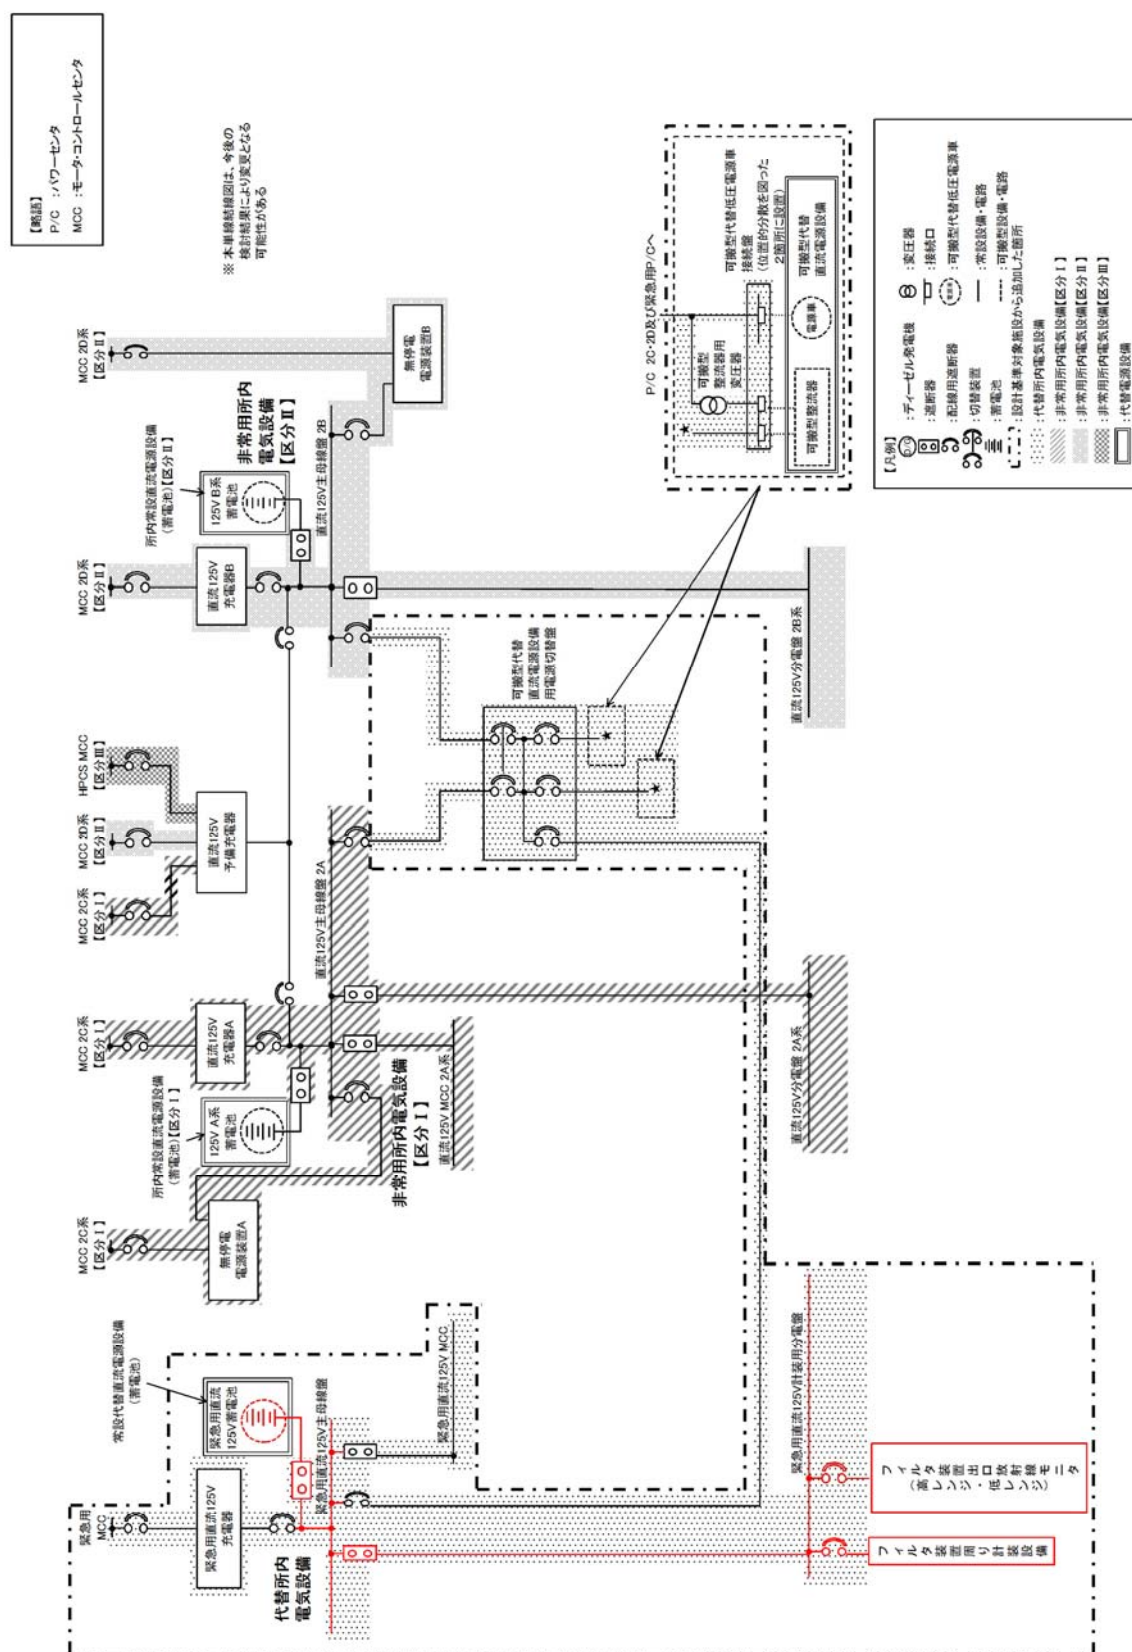 【略語】
P/C :パワーセンタ
MCC :モータ・コントロールセンタ
※ 本単線結線図は、今後の
検討結果により変更となる
可能性がある
緊急用
MCC
MCC 2C系
【区分Ⅰ】
MCC 2C系
【区分Ⅰ】
MCC 2C系
【区分Ⅰ】
MCC 2D系
【区分Ⅱ】
HPCS MCC
【区分Ⅲ】
MCC 2D系
【区分Ⅱ】
MCC 2D系
【区分Ⅱ】
常設代替直流電源設備
(蓄電池)
所内常設直流電源設備
(蓄電池)【区分Ⅰ】
所内常設直流電源設備
(蓄電池)【区分Ⅱ】
緊急用直流125V
充電器
緊急用直流
125V蓄電池
無停電
電源装置A
125V A系
蓄電池
直流125V
充電器A
直流125V
予備充電器
直流125V
充電器B
125V B系
蓄電池
非常用所内
電気設備
【区分Ⅱ】
無停電
電源装置B
代替所内
電気設備
緊急用直流125V主母線盤
直流125V主母線盤 2A
直流125V主母線盤 2B
非常用所内電気設備
【区分Ⅰ】
緊急用直流125V MCC
直流125V MCC 2A系
可搬型代替
直流電源設備
用電源切替盤
緊急用直流125V計装用分電盤
直流125V分電盤 2A系
直流125V分電盤 2B系
フィルタ装置周り計装設備
フィルタ装置出口放射線モニタ
(高レンジ・低レンジ)
P/C 2C・2D及び緊急用P/Cへ
可搬型
整流器用
変圧器
可搬型代替低圧電源車
接続盤
(位置的分散を図った
2箇所に設置)
可搬型整流器
電源車
可搬型代替
直流電源設備
【凡例】
D/G
:ディーゼル発電機
:遮断器
:配線用遮断器
:切替装置
:蓄電池
:変圧器
:接続口
電源車
:可搬型代替低圧電源車
:常設設備・電路
:可搬型設備・電路
:設計基準対象施設から追加した箇所
:代替所内電気設備
:非常用所内電気設備【区分Ⅰ】
:非常用所内電気設備【区分Ⅱ】
:非常用所内電気設備【区分Ⅲ】
:代替電源設備